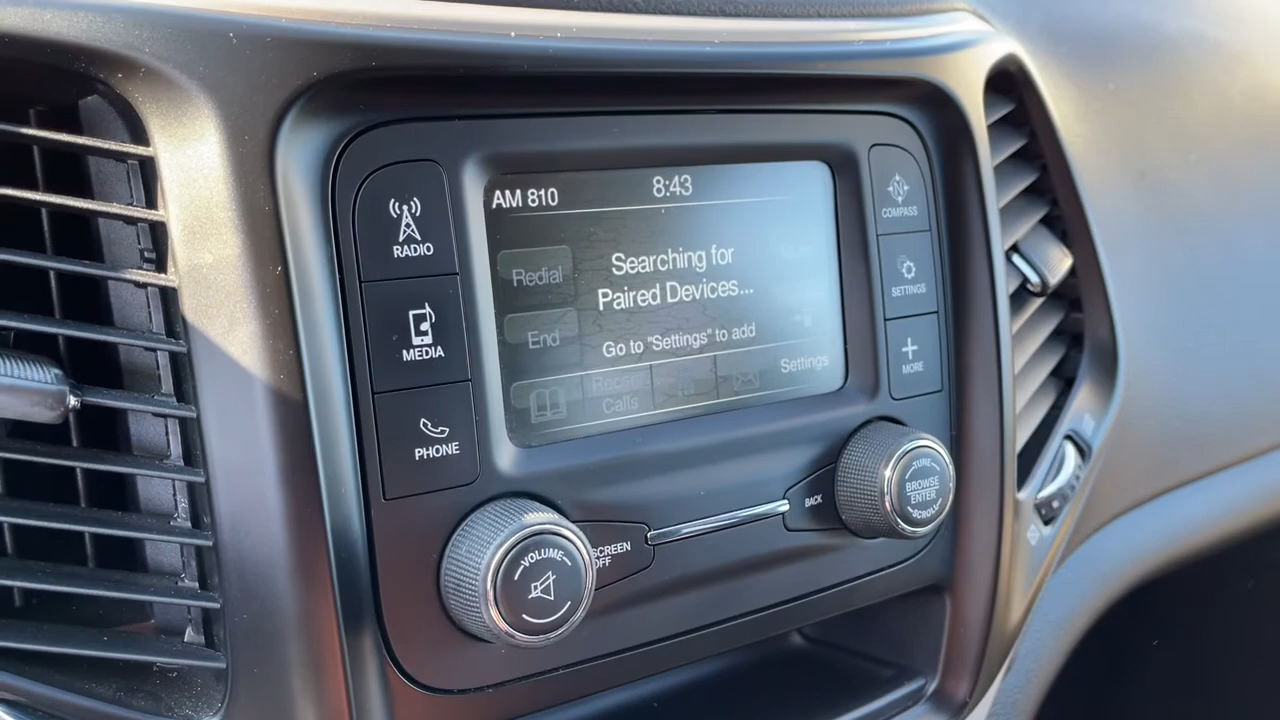 AM 810
8:43
RADIO
MEDIA
PHONE
Redial
End
Searching for
Paired Devices...
Go to "Settings" to add
Recent
Calls
Settings
N
COMPASS
SETTINGS
MORE
VOLUME
SCREEN
OFF
BACK
TUNE
BROWSE
ENTER
SCROLL